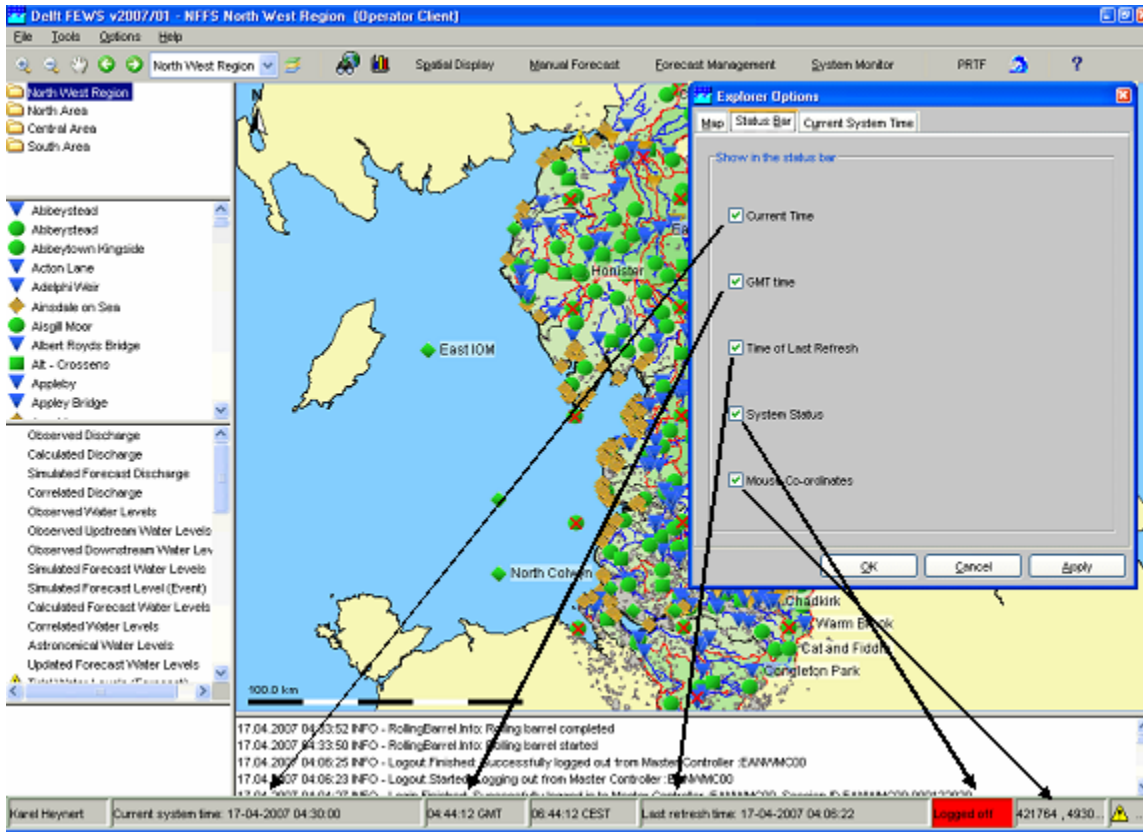 Delft FEWS v2007/01 - NFFS North West Region (Operator Client)
File Tools Options Help
North West Region Spatial Display Manual Forecast Forecast Management System Monitor PRTF ?
North West Region
North Area
Central Area
South Area
Abbeystead
Abbeystead
Abbeytown Kingside
Acton Lane
Adelphi Weir
Ainsdale on Sea
Aisgill Moor
Albert Royds Bridge
Alt - Crossens
Appleby
Appley Bridge
Observed Discharge
Calculated Discharge
Simulated Forecast Discharge
Correlated Discharge
Observed Water Levels
Observed Upstream Water Levels
Observed Downstream Water Lev
Simulated Forecast Water Levels
Simulated Forecast Level (Event)
Calculated Forecast Water Levels
Correlated Water Levels
Astronomical Water Levels
Updated Forecast Water Levels
N
Honister
East IOM
North Colwyn
Chadkirk
Warm Brook
Cat and Fiddle
Congleton Park
100.0 km
Explorer Options
Map Status Bar Current System Time
Show in the status bar
Current Time
GMT time
Time of Last Refresh
System Status
Mouse Co-ordinates
OK Cancel Apply
17.04.2007 04:33:52 INFO - RollingBarrel.Info: Rolling barrel completed
17.04.2007 04:33:50 INFO - RollingBarrel.Info: Rolling barrel started
17.04.2007 04:06:25 INFO - Logout.Finished: Successfully logged out from Master Controller :EANWMC00
17.04.2007 04:06:23 INFO - Logout.Started: Logging out from Master Controller :EANWMC00
Karel Heynert Current system time: 17-04-2007 04:30:00 04:44:12 GMT 06:44:12 CEST Last refresh time: 17-04-2007 04:06:22 Logged off 421764 , 4930...